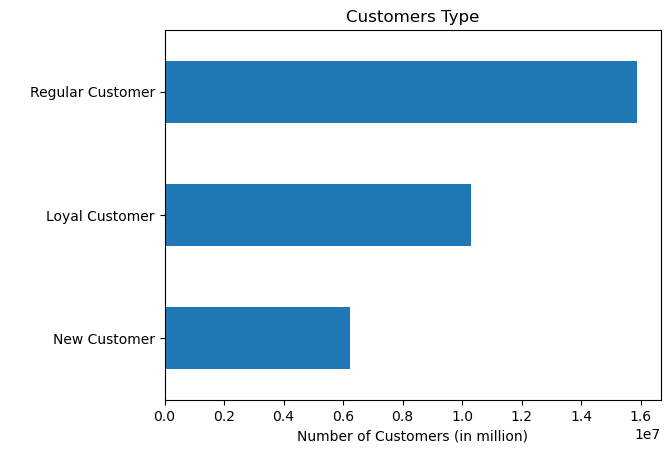 Customers Type
Regular Customer
Loyal Customer
New Customer
0.0 0.2 0.4 0.6 0.8 1.0 1.2 1.4 1.6
1e7
Number of Customers (in million)